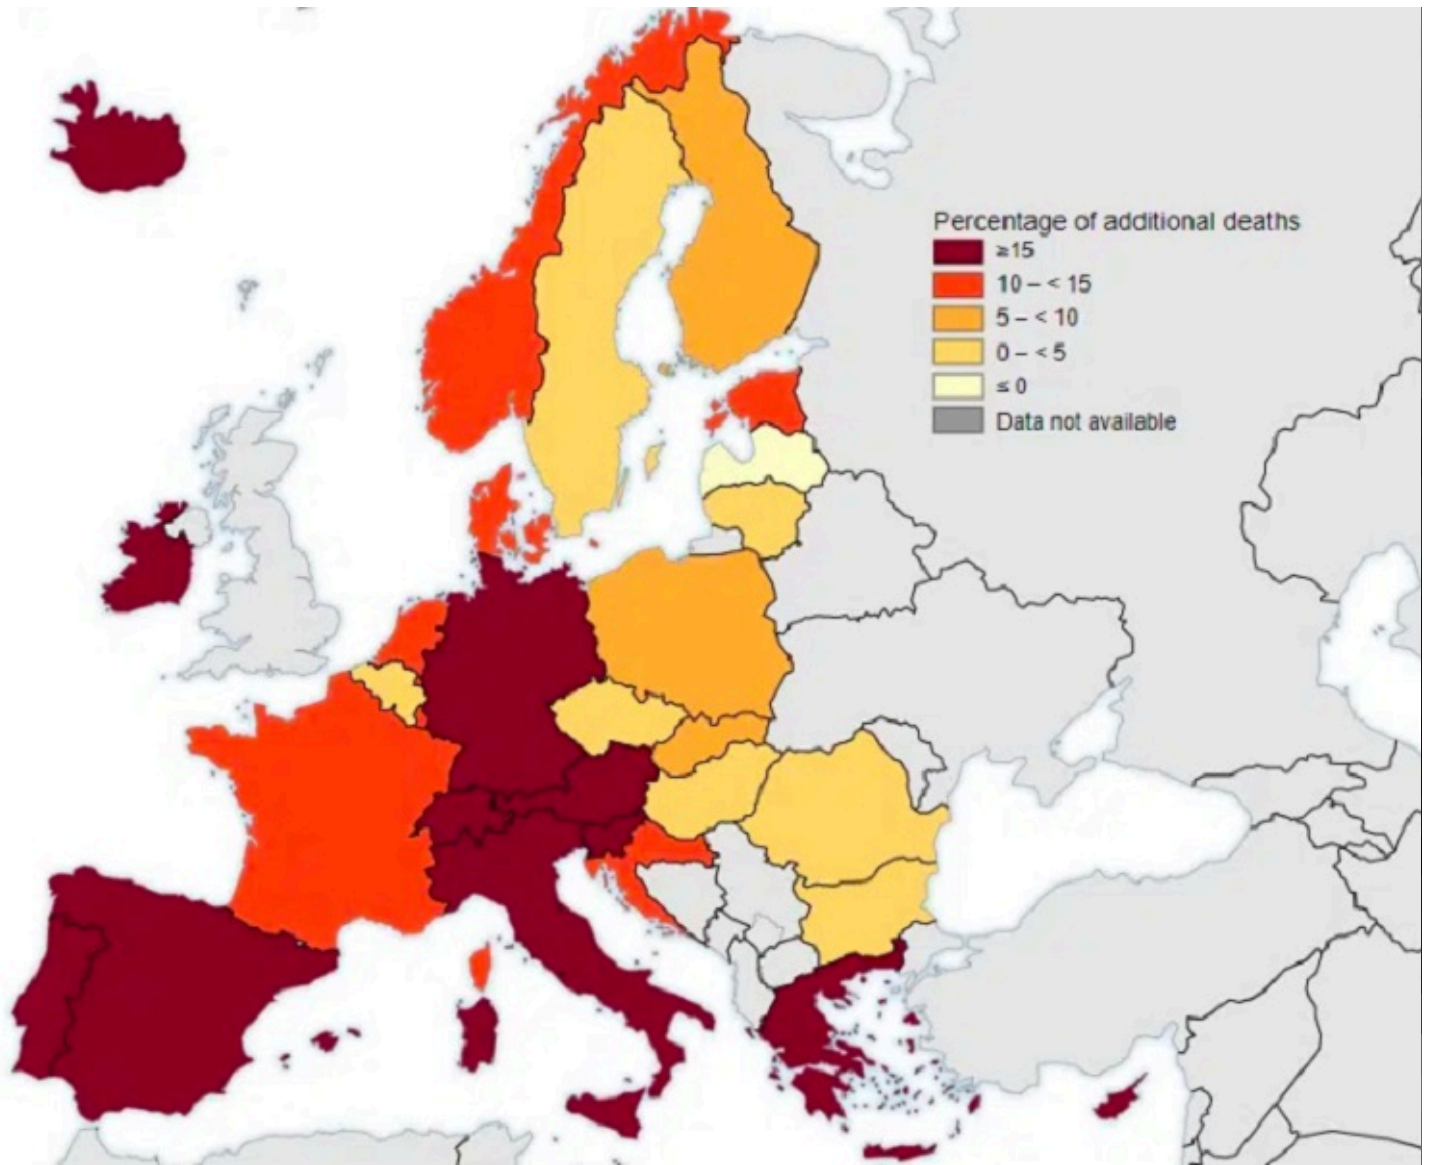 Percentage of additional deaths
≥15
10 – < 15
5 – < 10
0 – < 5
≤ 0
Data not available